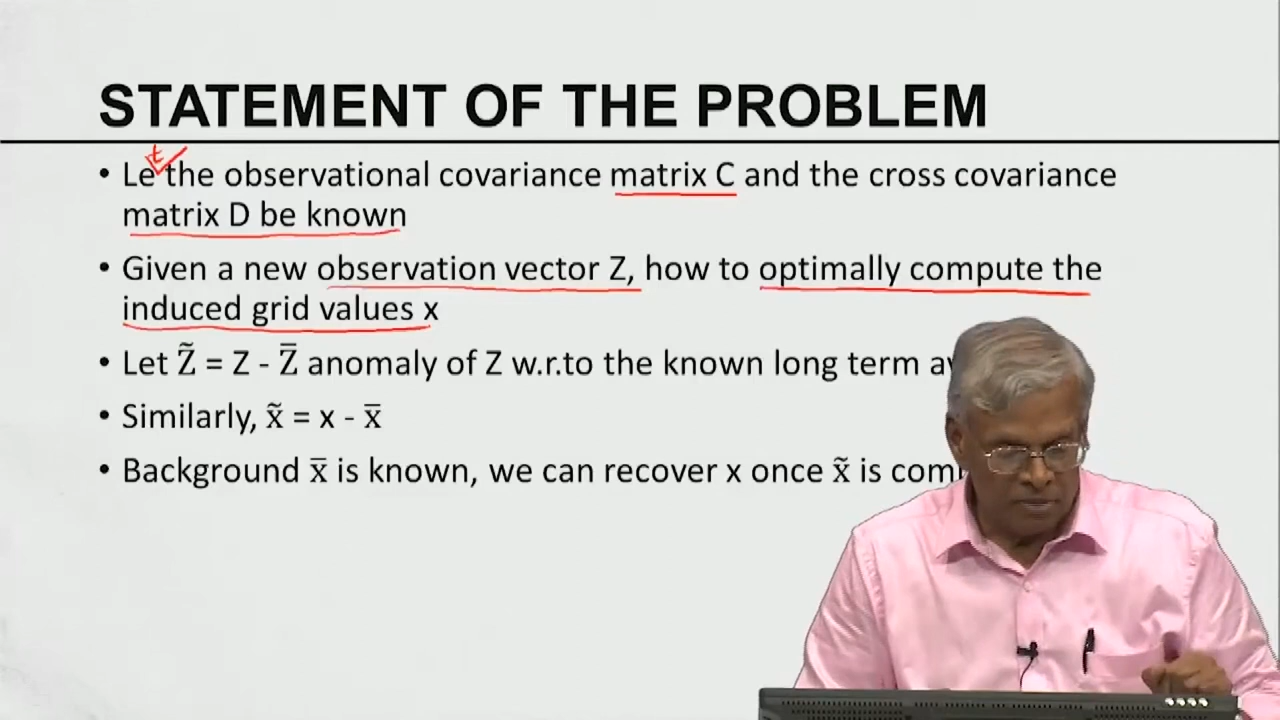 STATEMENT OF THE PROBLEM
t
• Le the observational covariance matrix C and the cross covariance
matrix D be known
• Given a new observation vector Z, how to optimally compute the
induced grid values x
• Let Z̃ = Z - Z̅ anomaly of Z w.r.to the known long term
• Similarly, x̃ = x - x̅
• Background x̅ is known, we can recover x once x̃ is